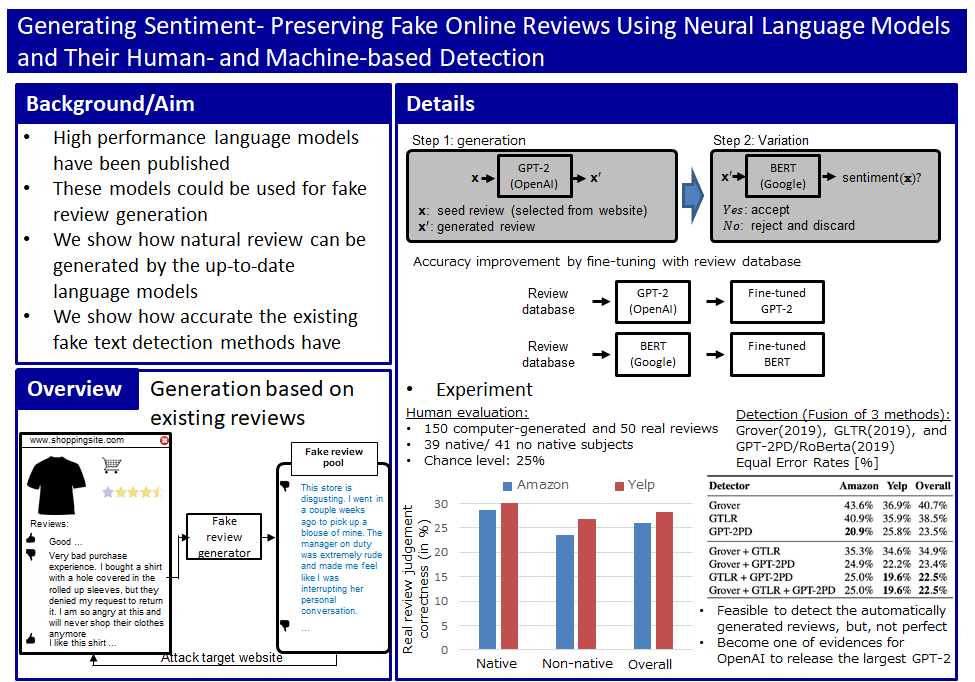 Generating Sentiment- Preserving Fake Online Reviews Using Neural Language Models
and Their Human- and Machine-based Detection
Background/Aim
• High performance language models
have been published
• These models could be used for fake
review generation
• We show how natural review can be
generated by the up-to-date
language models
• We show how accurate the existing
fake text detection methods have
Overview
Generation based on
existing reviews
www.shoppingsite.com
Reviews:
Good ...
Very bad purchase
experience. I bought a shirt
with a hole covered in the
rolled up sleeves, but they
denied my request to return
it. I am so angry at this and
will never shop their clothes
anymore
I like this shirt ...
Fake
review
generator
Fake review
pool
This store is
disgusting. I went in
a couple weeks
ago to pick up a
blouse of mine. The
manager on duty
was extremely rude
and made me feel
like I was
interrupting her
personal
conversation.
...
Attack target website
Details
Step 1: generation
x
GPT-2
(OpenAI)
x′
x: seed review (selected from website)
x′: generated review
Step 2: Variation
x′
BERT
(Google)
sentiment(x)?
Yes: accept
No: reject and discard
Accuracy improvement by fine-tuning with review database
Review
database
GPT-2
(OpenAI)
Fine-tuned
GPT-2
Review
database
BERT
(Google)
Fine-tuned
BERT
• Experiment
Human evaluation:
• 150 computer-generated and 50 real reviews
• 39 native/ 41 no native subjects
• Chance level: 25%
Amazon Yelp
Real review judgement
correctness (in %)
30
25
20
15
10
5
0
Native Non-native Overall
Detection (Fusion of 3 methods):
Grover(2019), GLTR(2019), and
GPT-2PD/RoBerta(2019)
Equal Error Rates [%]
Detector Amazon Yelp Overall
Grover 43.6% 36.9% 40.7%
GTLR 40.9% 35.9% 38.5%
GPT-2PD 20.9% 25.8% 23.5%
Grover + GTLR 35.3% 34.6% 34.9%
Grover + GPT-2PD 24.9% 22.2% 23.4%
GTLR + GPT-2PD 25.0% 19.6% 22.5%
Grover + GTLR + GPT-2PD 25.0% 19.6% 22.5%
• Feasible to detect the automatically
generated reviews, but, not perfect
• Become one of evidences for
OpenAI to release the largest GPT-2